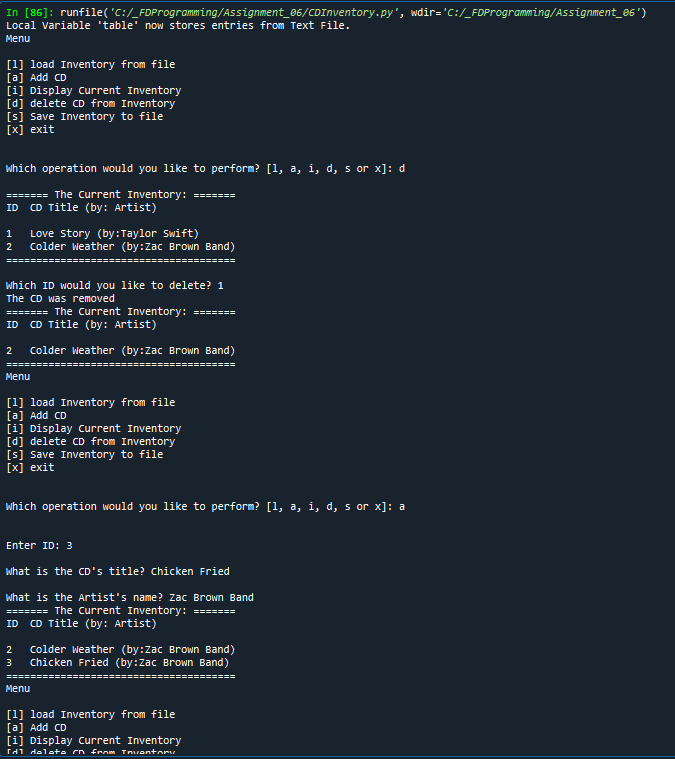 In [86]: runfile('C:/_FDProgramming/Assignment_06/CDInventory.py', wdir='C:/_FDProgramming/Assignment_06')
Local Variable 'table' now stores entries from Text File.
Menu
[l] load Inventory from file
[a] Add CD
[i] Display Current Inventory
[d] delete CD from Inventory
[s] Save Inventory to file
[x] exit
Which operation would you like to perform? [l, a, i, d, s or x]: d
======= The Current Inventory: =======
ID  CD Title (by: Artist)
1   Love Story (by:Taylor Swift)
2   Colder Weather (by:Zac Brown Band)
======================================
Which ID would you like to delete? 1
The CD was removed
======= The Current Inventory: =======
ID  CD Title (by: Artist)
2   Colder Weather (by:Zac Brown Band)
======================================
Menu
[l] load Inventory from file
[a] Add CD
[i] Display Current Inventory
[d] delete CD from Inventory
[s] Save Inventory to file
[x] exit
Which operation would you like to perform? [l, a, i, d, s or x]: a
Enter ID: 3
What is the CD's title? Chicken Fried
What is the Artist's name? Zac Brown Band
======= The Current Inventory: =======
ID  CD Title (by: Artist)
2   Colder Weather (by:Zac Brown Band)
3   Chicken Fried (by:Zac Brown Band)
======================================
Menu
[l] load Inventory from file
[a] Add CD
[i] Display Current Inventory
[d] delete CD from Inventory